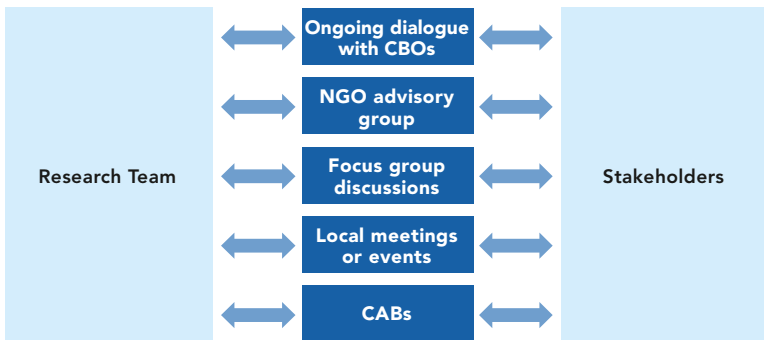 Research Team
Ongoing dialogue
with CBOs
NGO advisory
group
Focus group
discussions
Local meetings
or events
CABs
Stakeholders